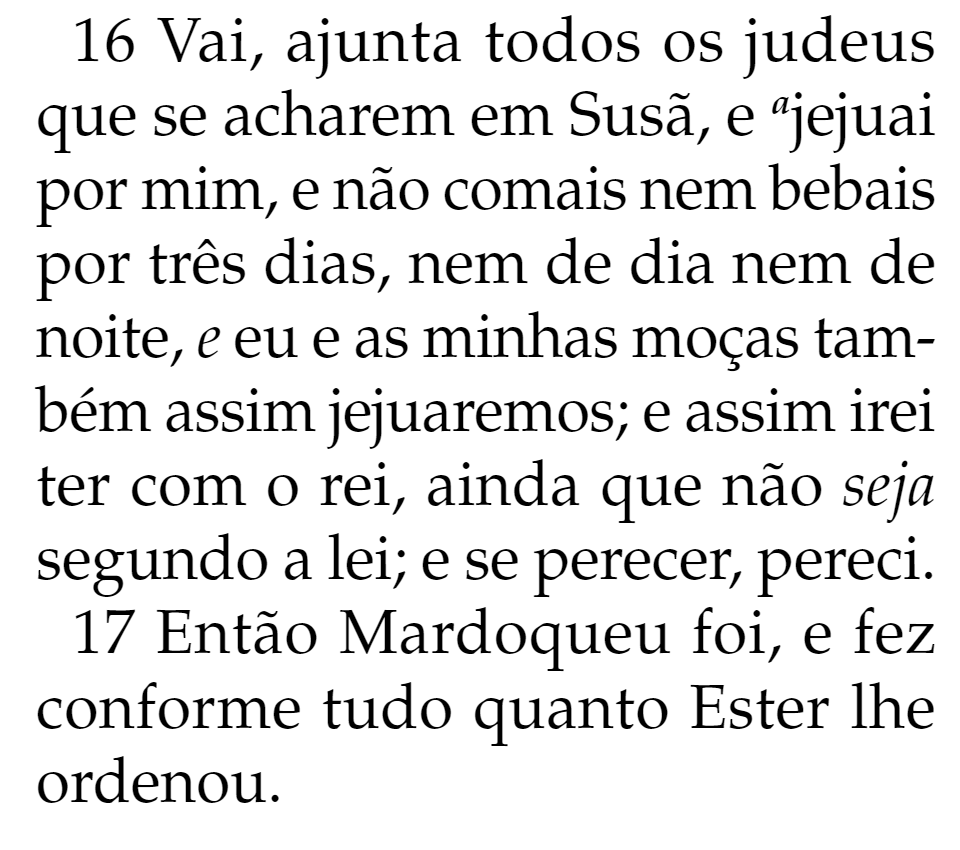 16 Vai, ajunta todos os judeus
que se acharem em Susã, e ajejuai
por mim, e não comais nem bebais
por três dias, nem de dia nem de
noite, e eu e as minhas moças tam-
bém assim jejuaremos; e assim irei
ter com o rei, ainda que não seja
segundo a lei; e se perecer, pereci.
17 Então Mardoqueu foi, e fez
conforme tudo quanto Ester lhe
ordenou.